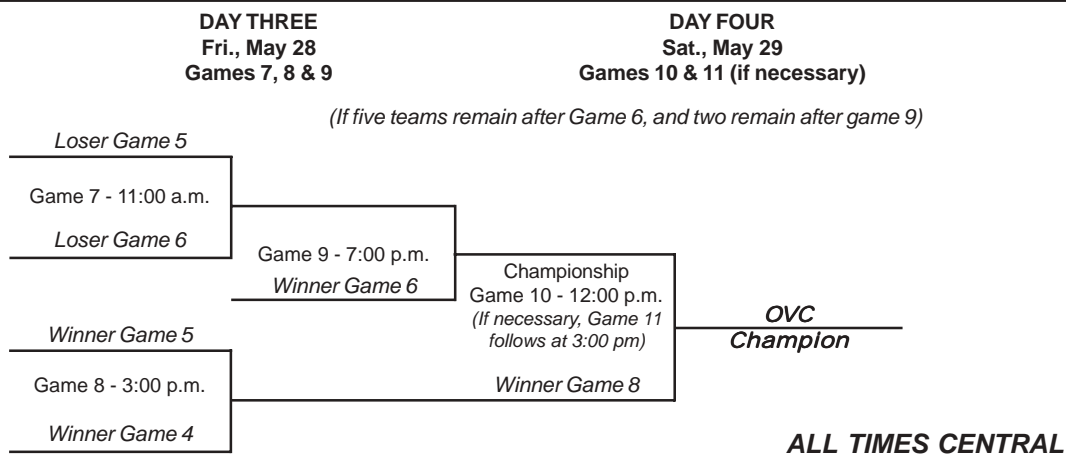 DAY THREE
Fri., May 28
Games 7, 8 & 9
DAY FOUR
Sat., May 29
Games 10 & 11 (if necessary)
(If five teams remain after Game 6, and two remain after game 9)
Loser Game 5
Game 7 - 11:00 a.m.
Loser Game 6
Game 9 - 7:00 p.m.
Winner Game 6
Championship
Game 10 - 12:00 p.m.
(If necessary, Game 11
follows at 3:00 pm)
OVC
Champion
Winner Game 5
Game 8 - 3:00 p.m.
Winner Game 8
Winner Game 4
ALL TIMES CENTRAL